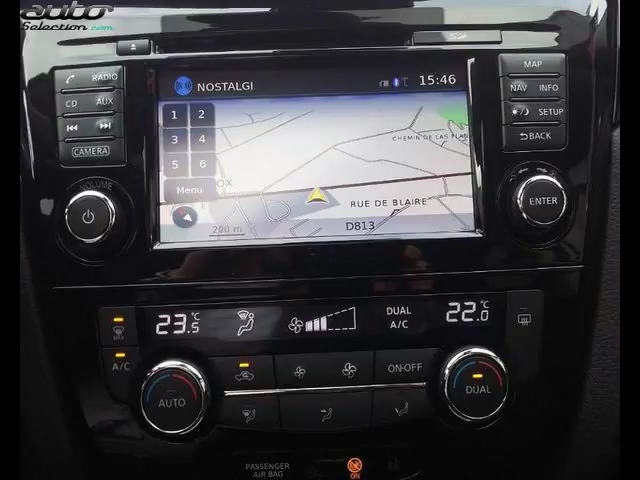 auto
Selection.com
RADIO
CD AUX
CAMERA
VOLUME
NOSTALGI
15:46
1 2
3 4
5 6
Menu
CHEMIN DE LAS
OX
RUE DE BLAIRE
200 m
D813
MAP
NAV INFO
SETUP
BACK
ENTER
MAX
23.5 °C
DUAL
A/C
22.0 °C
A/C
AUTO
ON·OFF
DUAL
PASSENGER
AIR BAG
ON